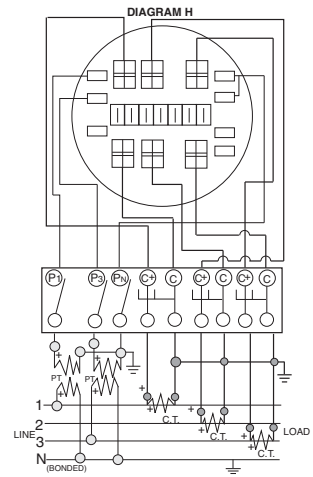 DIAGRAM H
P1 P3 PN C+ C C+ C C+ C
+ + + +
PT PT
+ +
1
+ + C.T.
2
+ + C.T.
LINE LOAD
3
+ + C.T.
N
(BONDED)